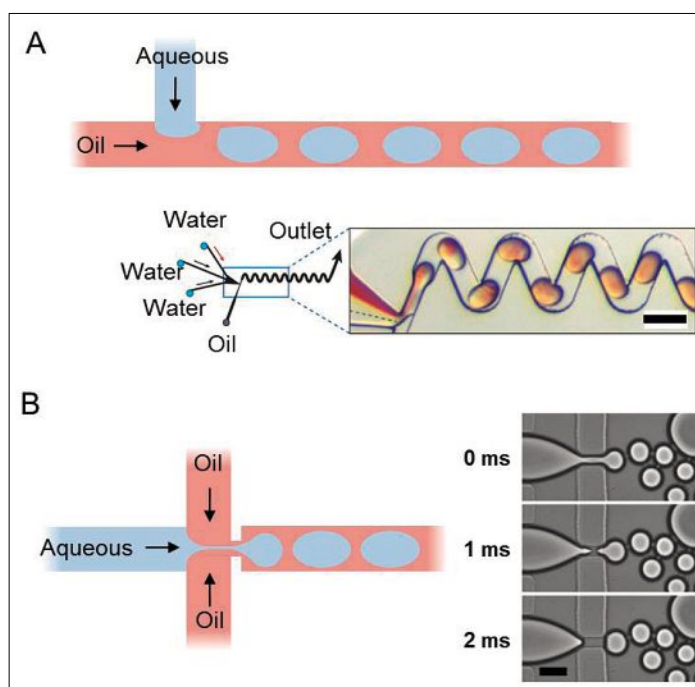 A
Aqueous
Oil
Water
Outlet
Water
Water
Oil
B
Oil
0 ms
Aqueous
1 ms
Oil
2 ms